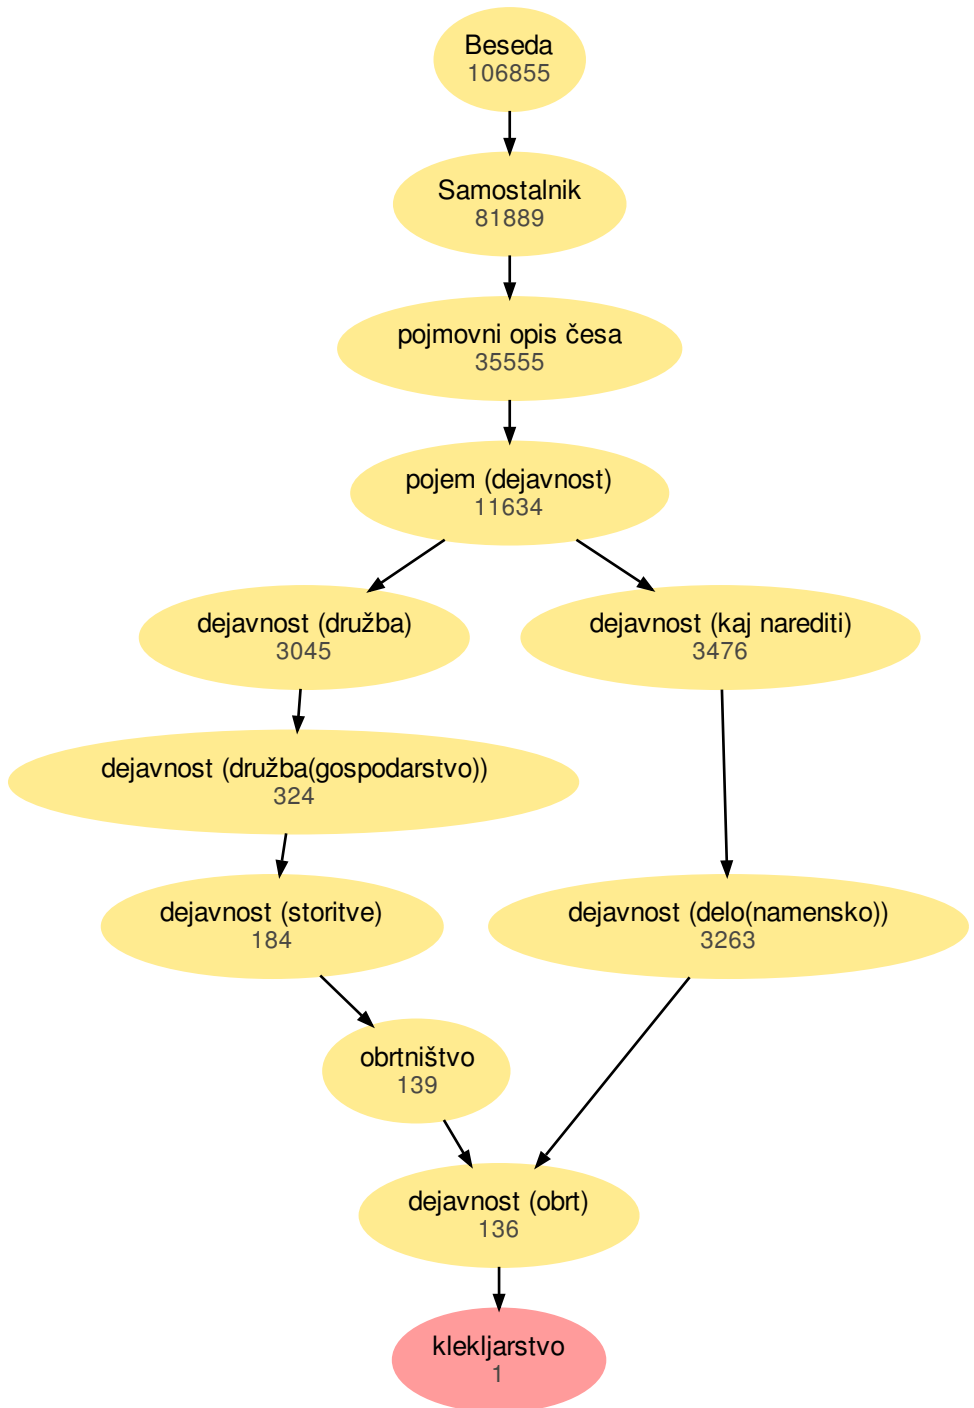 Beseda
106855
Samostalnik
81889
pojmovni opis česa
35555
pojem (dejavnost)
11634
dejavnost (družba)
3045
dejavnost (kaj narediti)
3476
dejavnost (družba(gospodarstvo))
324
dejavnost (storitve)
184
dejavnost (delo(namensko))
3263
obrtništvo
139
dejavnost (obrt)
136
klekljarstvo
1